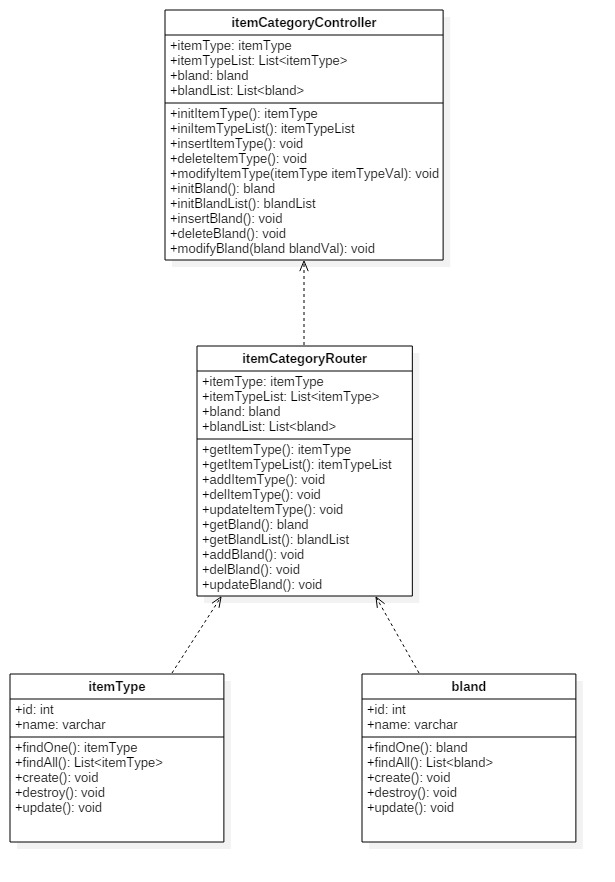 itemCategoryController
+itemType: itemType
+itemTypeList: List<itemType>
+bland: bland
+blandList: List<bland>
+initItemType(): itemType
+iniItemTypeList(): itemTypeList
+insertItemType(): void
+deleteItemType(): void
+modifyItemType(itemType itemTypeVal): void
+initBland(): bland
+initBlandList(): blandList
+insertBland(): void
+deleteBland(): void
+modifyBland(bland blandVal): void
itemCategoryRouter
+itemType: itemType
+itemTypeList: List<itemType>
+bland: bland
+blandList: List<bland>
+getItemType(): itemType
+getItemTypeList(): itemTypeList
+addItemType(): void
+delItemType(): void
+updateItemType(): void
+getBland(): bland
+getBlandList(): blandList
+addBland(): void
+delBland(): void
+updateBland(): void
itemType
+id: int
+name: varchar
+findOne(): itemType
+findAll(): List<itemType>
+create(): void
+destroy(): void
+update(): void
bland
+id: int
+name: varchar
+findOne(): bland
+findAll(): List<bland>
+create(): void
+destroy(): void
+update(): void